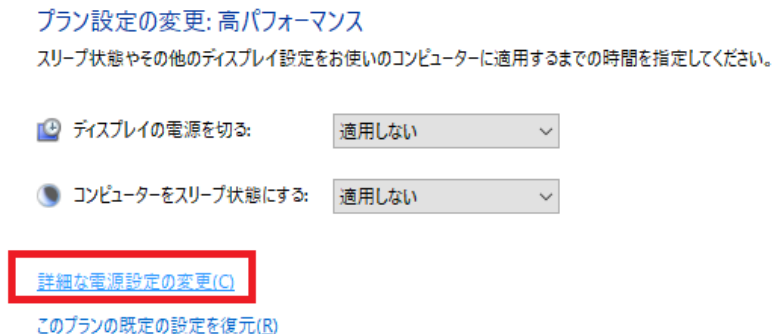 プラン設定の変更: 高パフォーマンス
スリープ状態やその他のディスプレイ設定をお使いのコンピューターに適用するまでの時間を指定してください。
ディスプレイの電源を切る: 適用しない
コンピューターをスリープ状態にする: 適用しない
詳細な電源設定の変更(C)
このプランの既定の設定を復元(R)